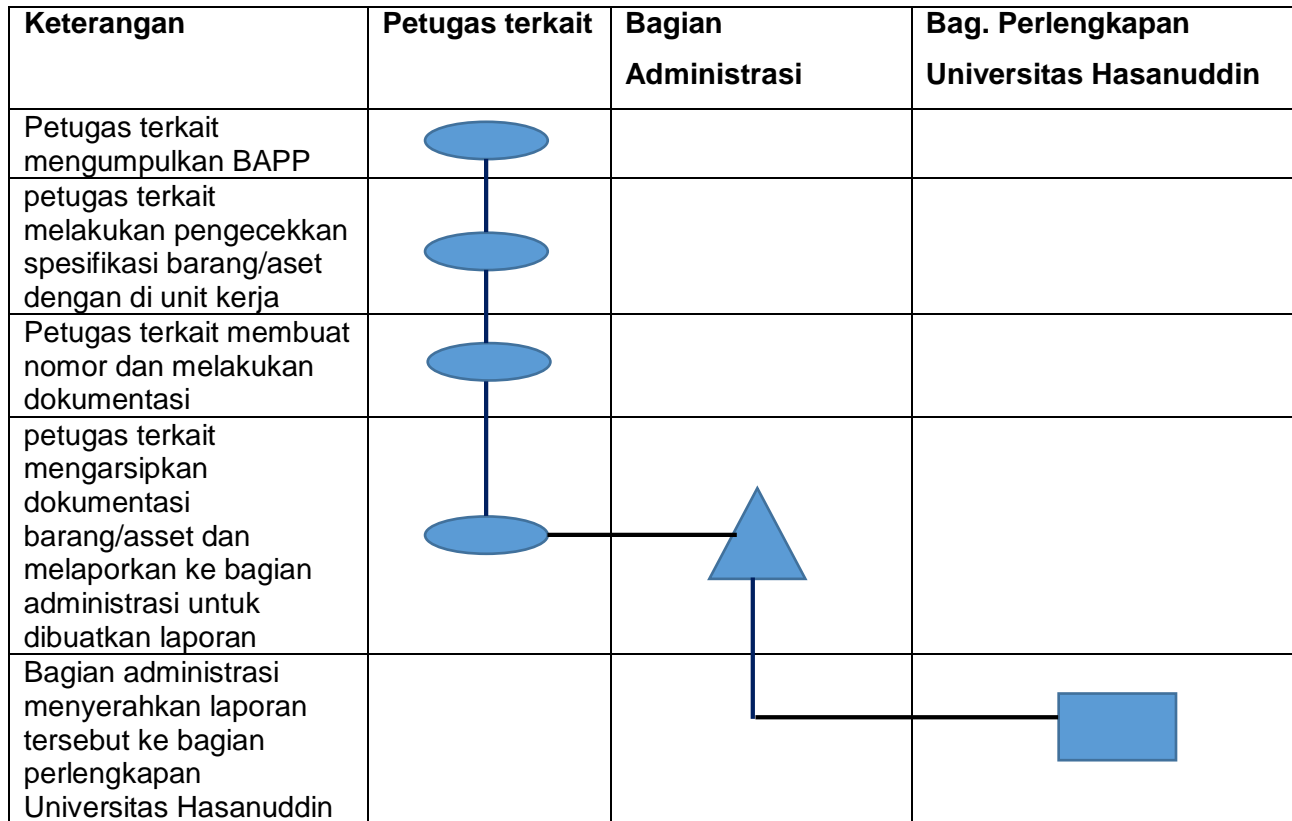 Keterangan
Petugas terkait
Bagian
Administrasi
Bag. Perlengkapan
Universitas Hasanuddin
Petugas terkait
mengumpulkan BAPP
petugas terkait
melakukan pengecekkan
spesifikasi barang/aset
dengan di unit kerja
Petugas terkait membuat
nomor dan melakukan
dokumentasi
petugas terkait
mengarsipkan
dokumentasi
barang/asset dan
melaporkan ke bagian
administrasi untuk
dibuatkan laporan
Bagian administrasi
menyerahkan laporan
tersebut ke bagian
perlengkapan
Universitas Hasanuddin